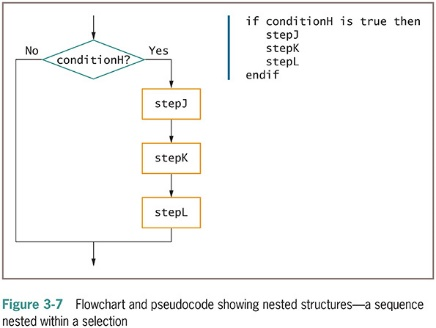 No
Yes
conditionH?
stepJ
stepK
stepL
if conditionH is true then
stepJ
stepK
stepL
endif
Figure 3-7 Flowchart and pseudocode showing nested structures—a sequence
nested within a selection